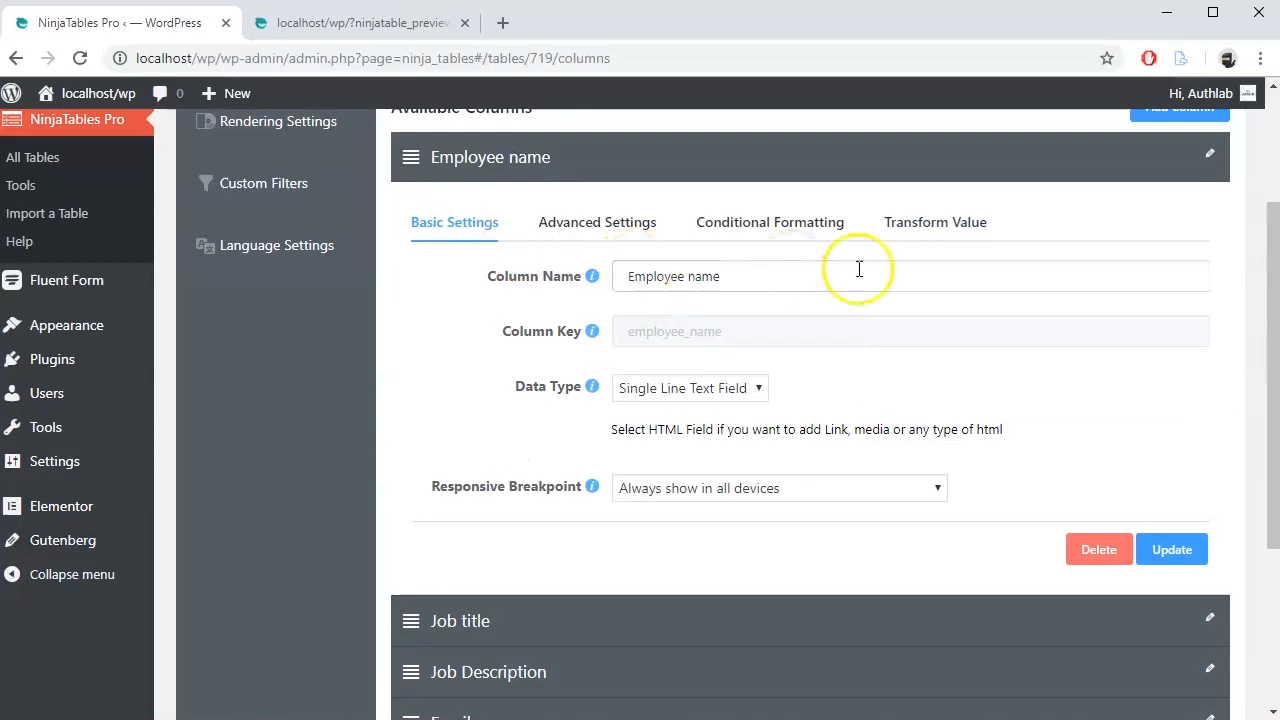 NinjaTables Pro ‹ — WordPress
localhost/wp/?ninjatable_preview
localhost/wp/wp-admin/admin.php?page=ninja_tables#/tables/719/columns
localhost/wp
0
New
Hi, Authlab
NinjaTables Pro
All Tables
Tools
Import a Table
Help
Fluent Form
Appearance
Plugins
Users
Tools
Settings
Elementor
Gutenberg
Collapse menu
Rendering Settings
Custom Filters
Language Settings
Available Columns
Add Column
Employee name
Basic Settings
Advanced Settings
Conditional Formatting
Transform Value
Column Name
Employee name
Column Key
employee_name
Data Type
Single Line Text Field
Select HTML Field if you want to add Link, media or any type of html
Responsive Breakpoint
Always show in all devices
Delete
Update
Job title
Job Description
Email